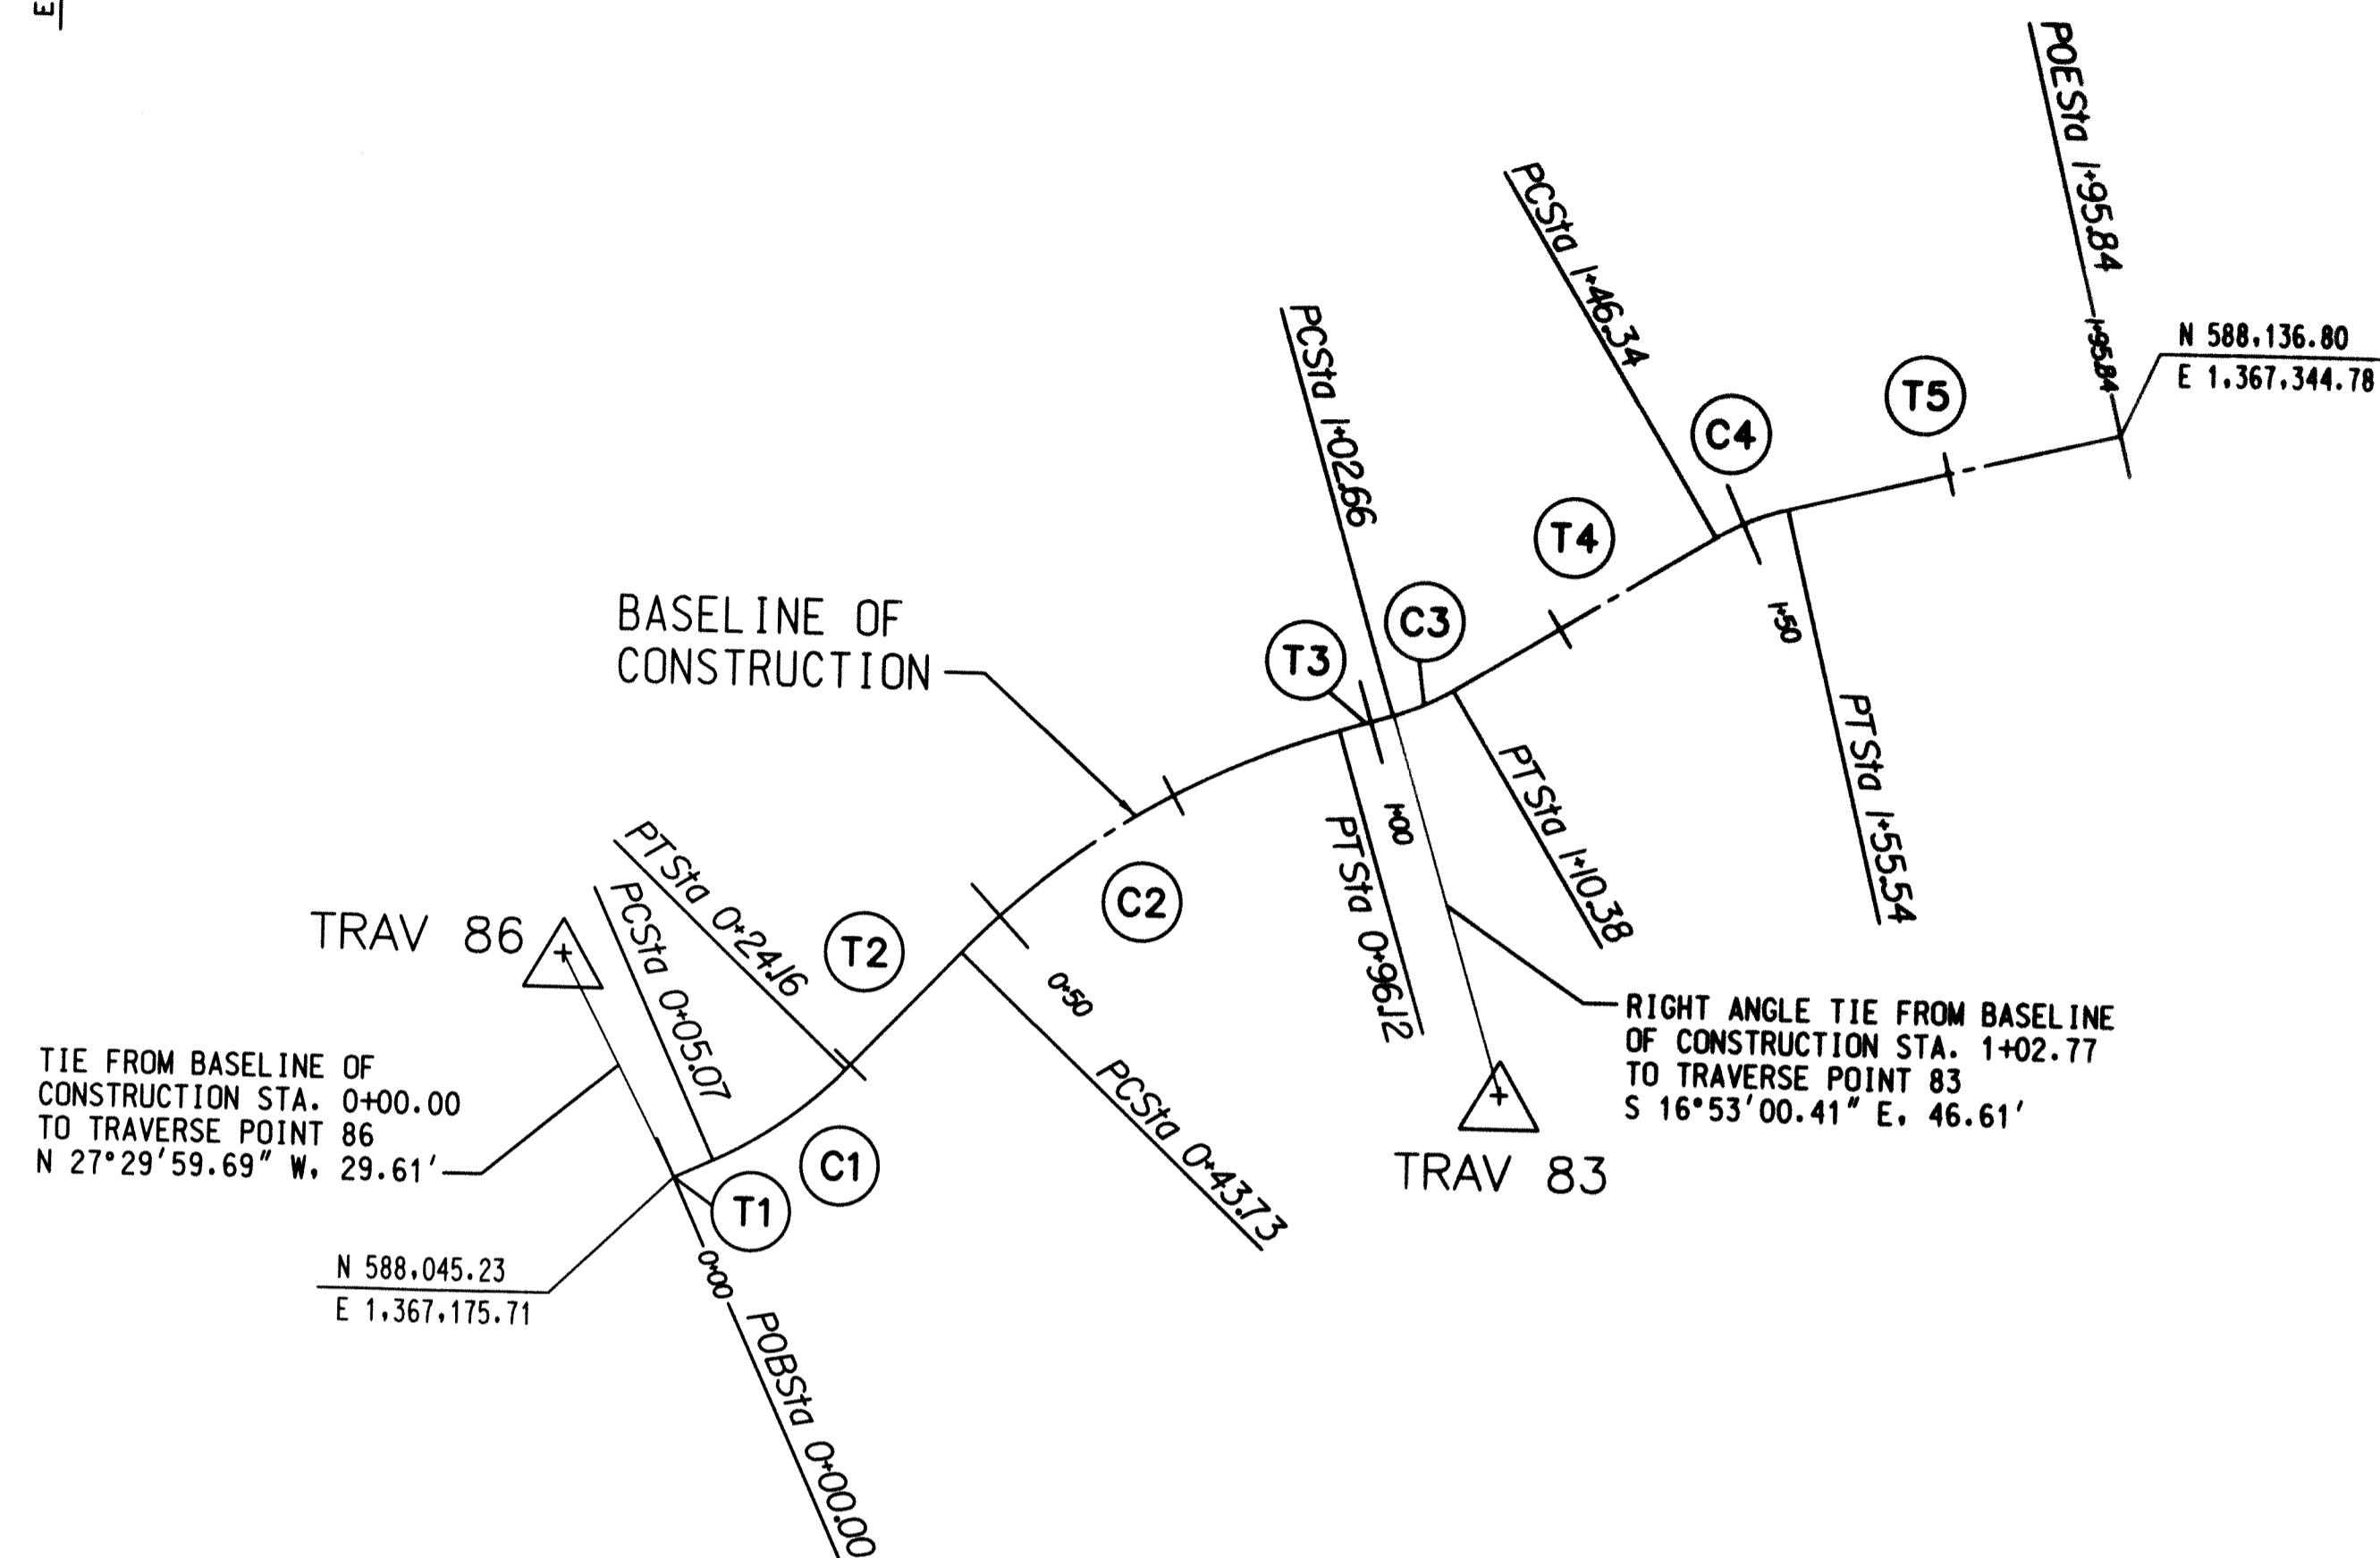 E
POESta 1+95.84
1+95.84
N 588,136.80
E 1,367,344.78
T5
PCSta 1+46.34
C4
1+50
PTSta 1+55.54
PCSta 1+02.66
T4
C3
T3
BASELINE OF
CONSTRUCTION
1+00
PTSta 0+96.12
PTSta 1+10.38
C2
PTSta 0+24.16
PCSta 0+05.07
T2
0+50
PCSta 0+43.73
TRAV 86
TIE FROM BASELINE OF
CONSTRUCTION STA. 0+00.00
TO TRAVERSE POINT 86
N 27°29'59.69" W, 29.61'
RIGHT ANGLE TIE FROM BASELINE
OF CONSTRUCTION STA. 1+02.77
TO TRAVERSE POINT 83
S 16°53'00.41" E, 46.61'
TRAV 83
C1
T1
N 588,045.23
E 1,367,175.71
0+00
POBSta 0+00.00